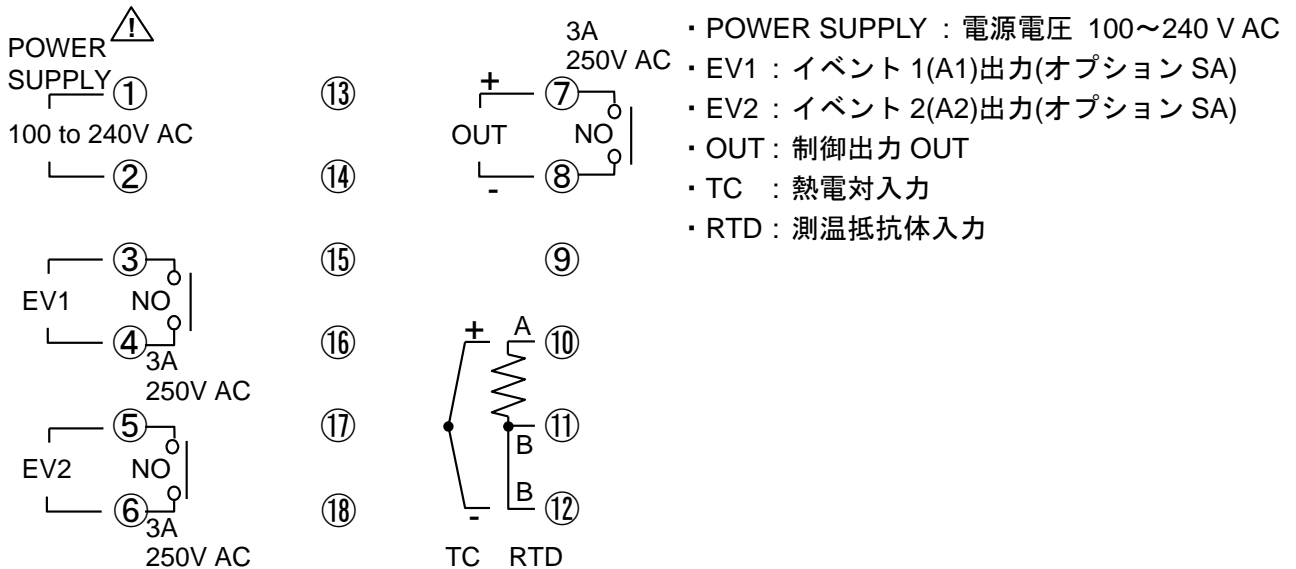 POWER
SUPPLY
①
100 to 240V AC
②
③
EV1 NO
④
3A
250V AC
⑤
EV2 NO
⑥
3A
250V AC
⑬
⑭
⑮
⑯
⑰
⑱
3A
250V AC
+ ⑦
OUT NO
- ⑧
⑨
+ A ⑩
⑪
B
B ⑫
-
TC RTD
・POWER SUPPLY : 電源電圧 100～240 V AC
・EV1 : イベント 1(A1)出力(オプション SA)
・EV2 : イベント 2(A2)出力(オプション SA)
・OUT : 制御出力 OUT
・TC : 熱電対入力
・RTD : 測温抵抗体入力